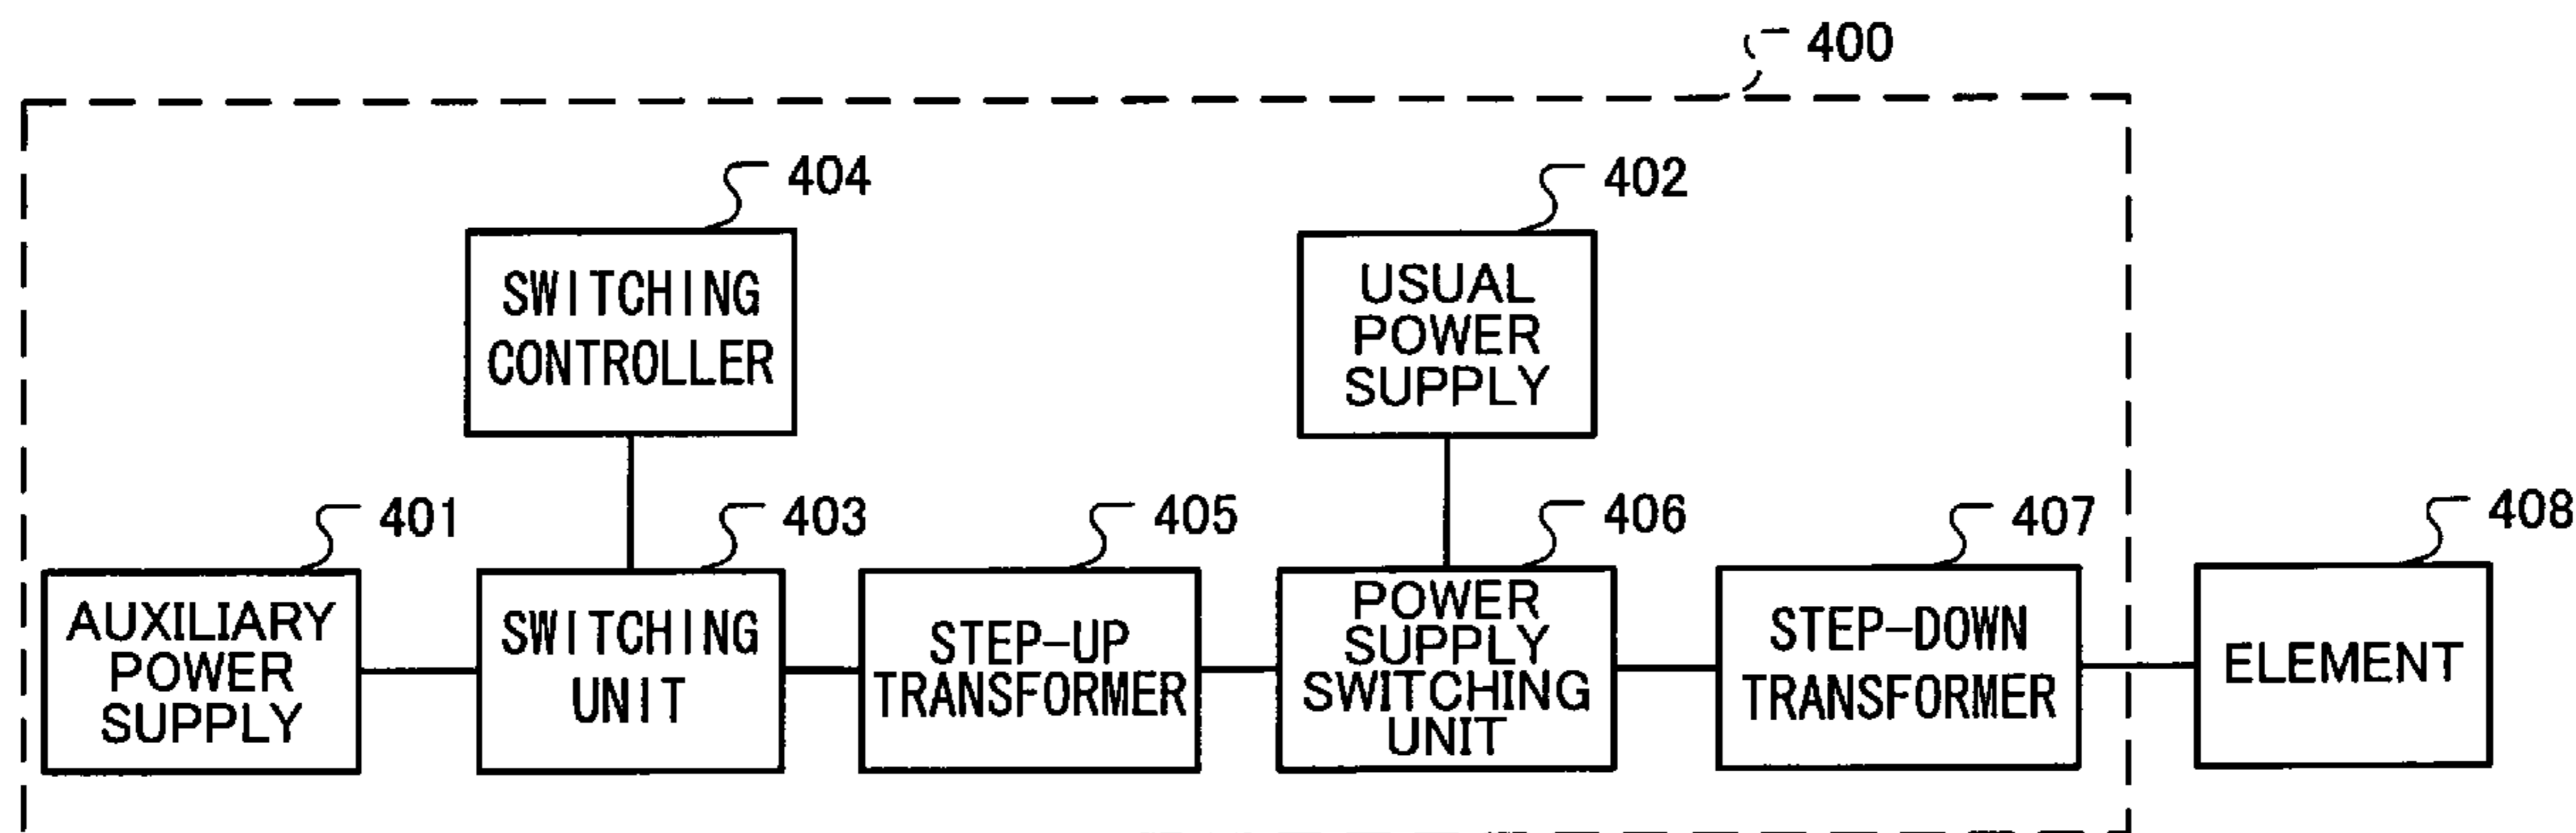 400
404
402
SWITCHING
CONTROLLER
USUAL
POWER
SUPPLY
401
403
405
406
407
408
AUXILIARY
POWER
SUPPLY
SWITCHING
UNIT
STEP-UP
TRANSFORMER
POWER
SUPPLY
SWITCHING
UNIT
STEP-DOWN
TRANSFORMER
ELEMENT